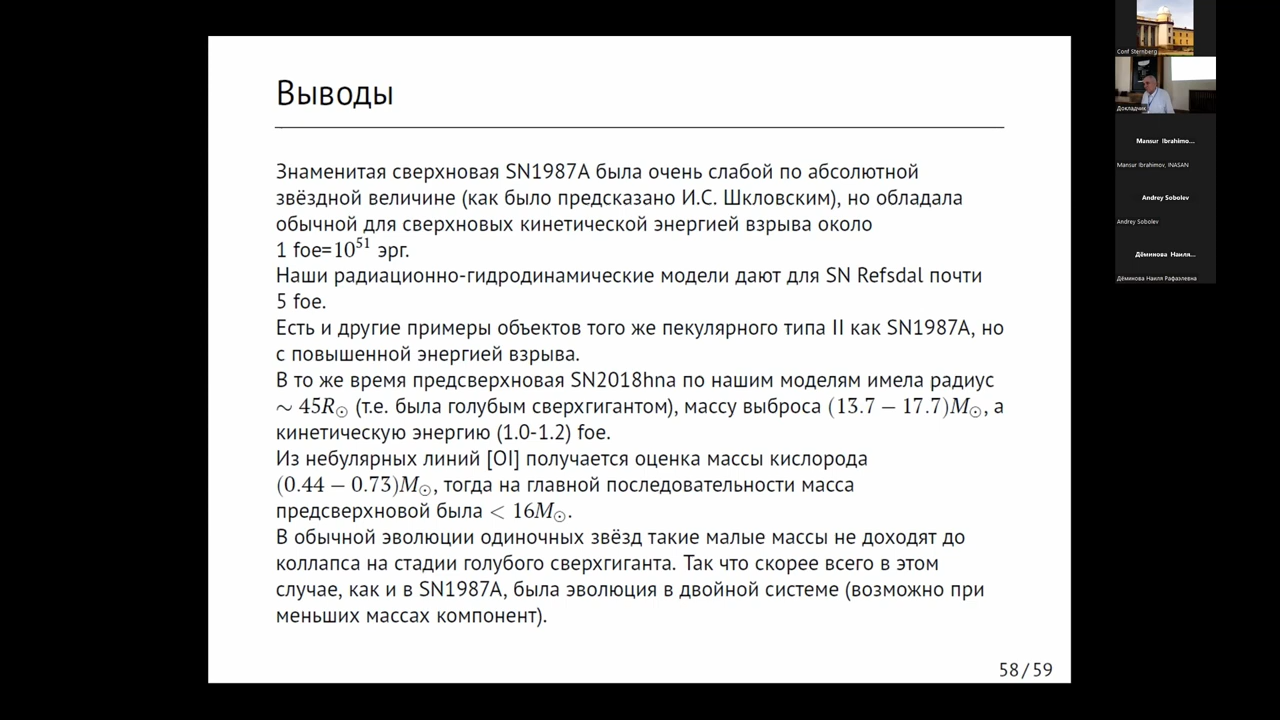 Выводы
Знаменитая сверхновая SN1987A была очень слабой по абсолютной
звёздной величине (как было предсказано И.С. Шкловским), но обладала
обычной для сверхновых кинетической энергией взрыва около
1 foe=10⁵¹ эрг.
Наши радиационно-гидродинамические модели дают для SN Refsdal почти
5 foe.
Есть и другие примеры объектов того же пекулярного типа II как SN1987A, но
с повышенной энергией взрыва.
В то же время предсверхновая SN2018hna по нашим моделям имела радиус
∼ 45R☉ (т.е. была голубым сверхгигантом), массу выброса (13.7 − 17.7)M☉, а
кинетическую энергию (1.0-1.2) foe.
Из небулярных линий [OI] получается оценка массы кислорода
(0.44 − 0.73)M☉, тогда на главной последовательности масса
предсверхновой была < 16M☉.
В обычной эволюции одиночных звёзд такие малые массы не доходят до
коллапса на стадии голубого сверхгиганта. Так что скорее всего в этом
случае, как и в SN1987A, была эволюция в двойной системе (возможно при
меньших массах компонент).
58/59
Conf Sternberg
Докладчик
Mansur Ibrahimo...
Mansur Ibrahimov, INASAN
Andrey Sobolev
Andrey Sobolev
Дёминова Наиля...
Дёминова Наиля Рафаэлевна